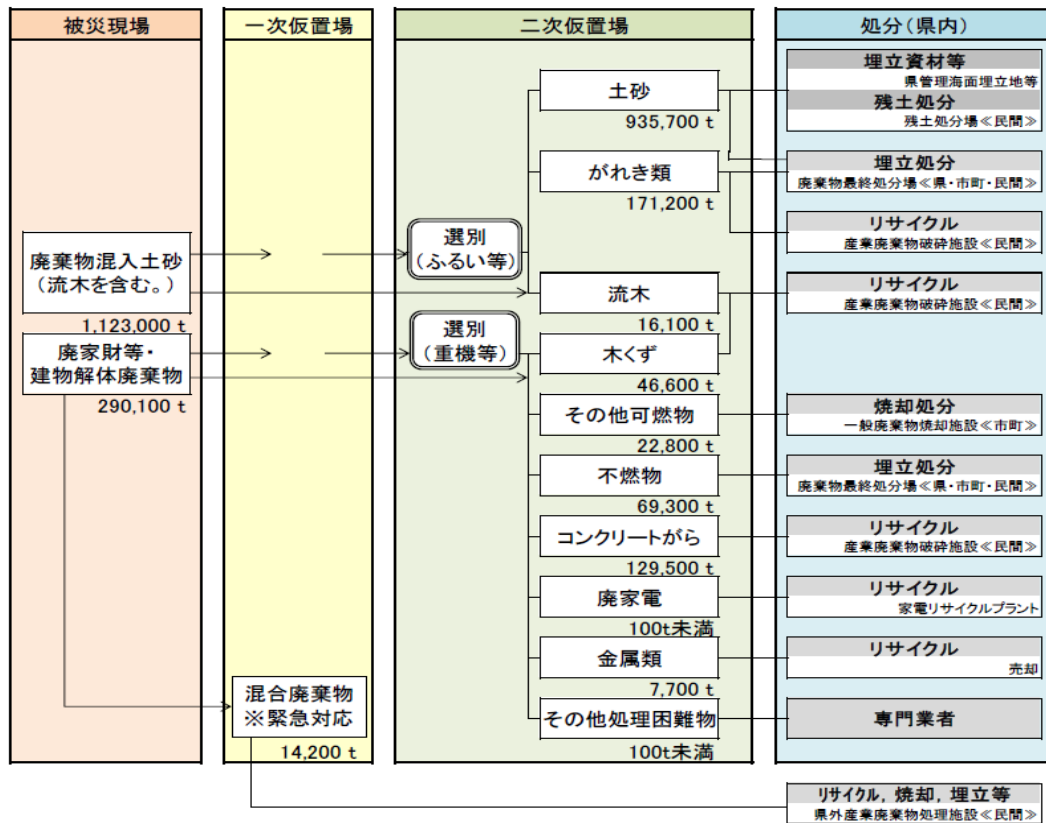 被災現場
廃棄物混入土砂
(流木を含む。)
1,123,000 t
廃家財等・
建物解体廃棄物
290,100 t
一次仮置場
混合廃棄物
※緊急対応
14,200 t
二次仮置場
選別
(ふるい等)
選別
(重機等)
土砂
935,700 t
がれき類
171,200 t
流木
16,100 t
木くず
46,600 t
その他可燃物
22,800 t
不燃物
69,300 t
コンクリートがら
129,500 t
廃家電
100t未満
金属類
7,700 t
その他処理困難物
100t未満
処分(県内)
埋立資材等
県管理海面埋立地等
残土処分
残土処分場≪民間≫
埋立処分
廃棄物最終処分場≪県・市町・民間≫
リサイクル
産業廃棄物破砕施設≪民間≫
リサイクル
産業廃棄物破砕施設≪民間≫
焼却処分
一般廃棄物焼却施設≪市町≫
埋立処分
廃棄物最終処分場≪県・市町・民間≫
リサイクル
産業廃棄物破砕施設≪民間≫
リサイクル
家電リサイクルプラント
リサイクル
売却
専門業者
リサイクル, 焼却, 埋立等
県外産業廃棄物処理施設≪民間≫